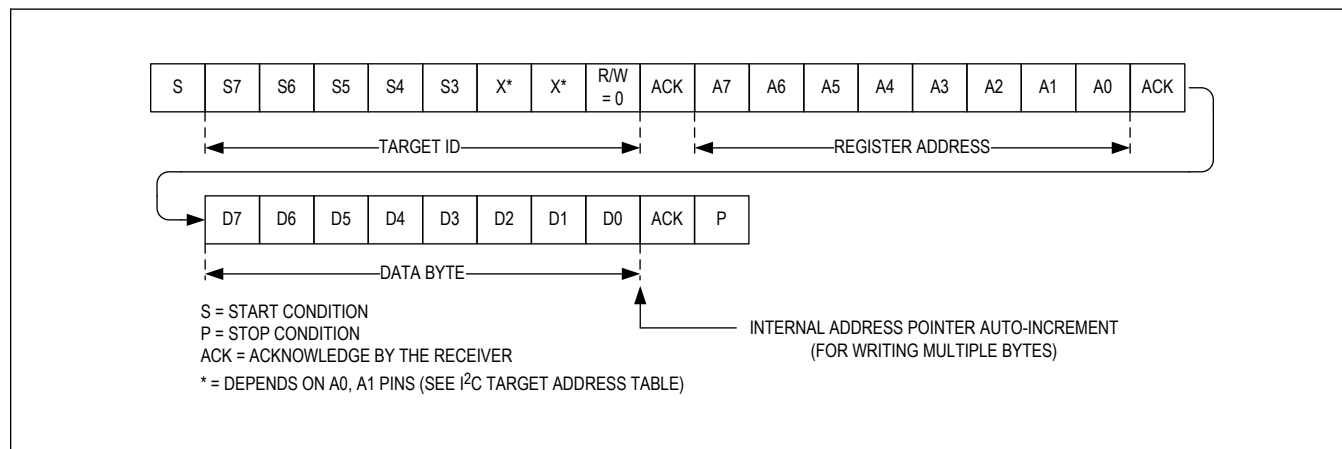 S S7 S6 S5 S4 S3 X* X* R/W = 0 ACK A7 A6 A5 A4 A3 A2 A1 A0 ACK
TARGET ID REGISTER ADDRESS
D7 D6 D5 D4 D3 D2 D1 D0 ACK P
DATA BYTE
S = START CONDITION
P = STOP CONDITION
ACK = ACKNOWLEDGE BY THE RECEIVER
* = DEPENDS ON A0, A1 PINS (SEE I²C TARGET ADDRESS TABLE)
INTERNAL ADDRESS POINTER AUTO-INCREMENT
(FOR WRITING MULTIPLE BYTES)